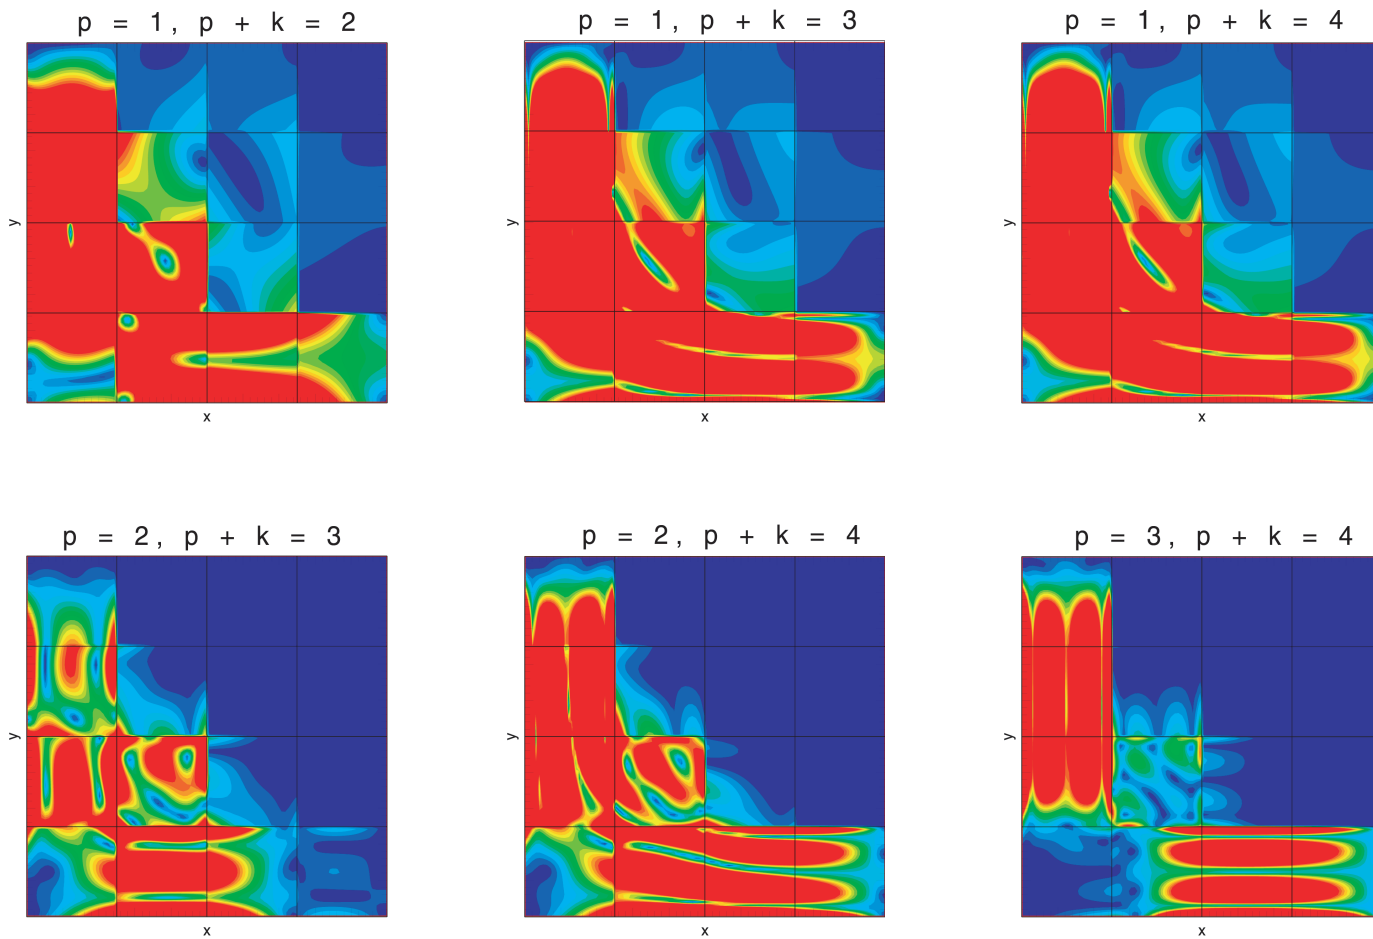 p = 1, p + k = 2
p = 1, p + k = 3
p = 1, p + k = 4
y
y
y
x
x
x
p = 2, p + k = 3
p = 2, p + k = 4
p = 3, p + k = 4
y
y
y
x
x
x